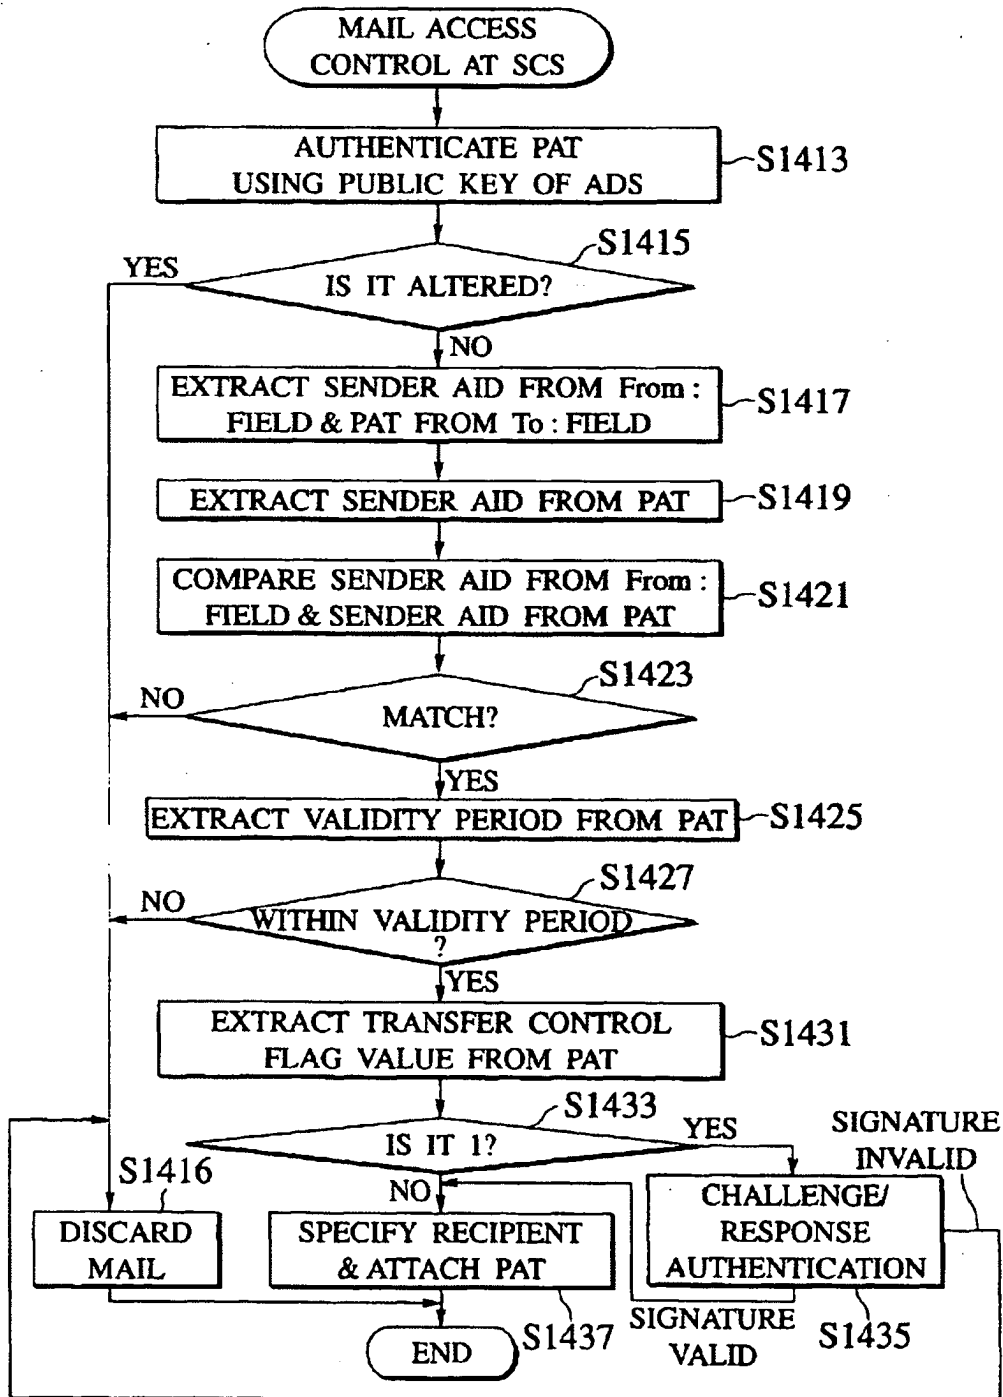 MAIL ACCESS
CONTROL AT SCS
AUTHENTICATE PAT
USING PUBLIC KEY OF ADS
S1413
S1415
YES
IS IT ALTERED?
NO
EXTRACT SENDER AID FROM From :
FIELD & PAT FROM To : FIELD
S1417
EXTRACT SENDER AID FROM PAT
S1419
COMPARE SENDER AID FROM From :
FIELD & SENDER AID FROM PAT
S1421
S1423
NO
MATCH?
YES
EXTRACT VALIDITY PERIOD FROM PAT
S1425
S1427
NO
WITHIN VALIDITY PERIOD
?
YES
EXTRACT TRANSFER CONTROL
FLAG VALUE FROM PAT
S1431
S1433
IS IT 1?
YES
SIGNATURE
INVALID
S1416
NO
DISCARD
MAIL
SPECIFY RECIPIENT
& ATTACH PAT
CHALLENGE/
RESPONSE
AUTHENTICATION
S1437
SIGNATURE
VALID
S1435
END